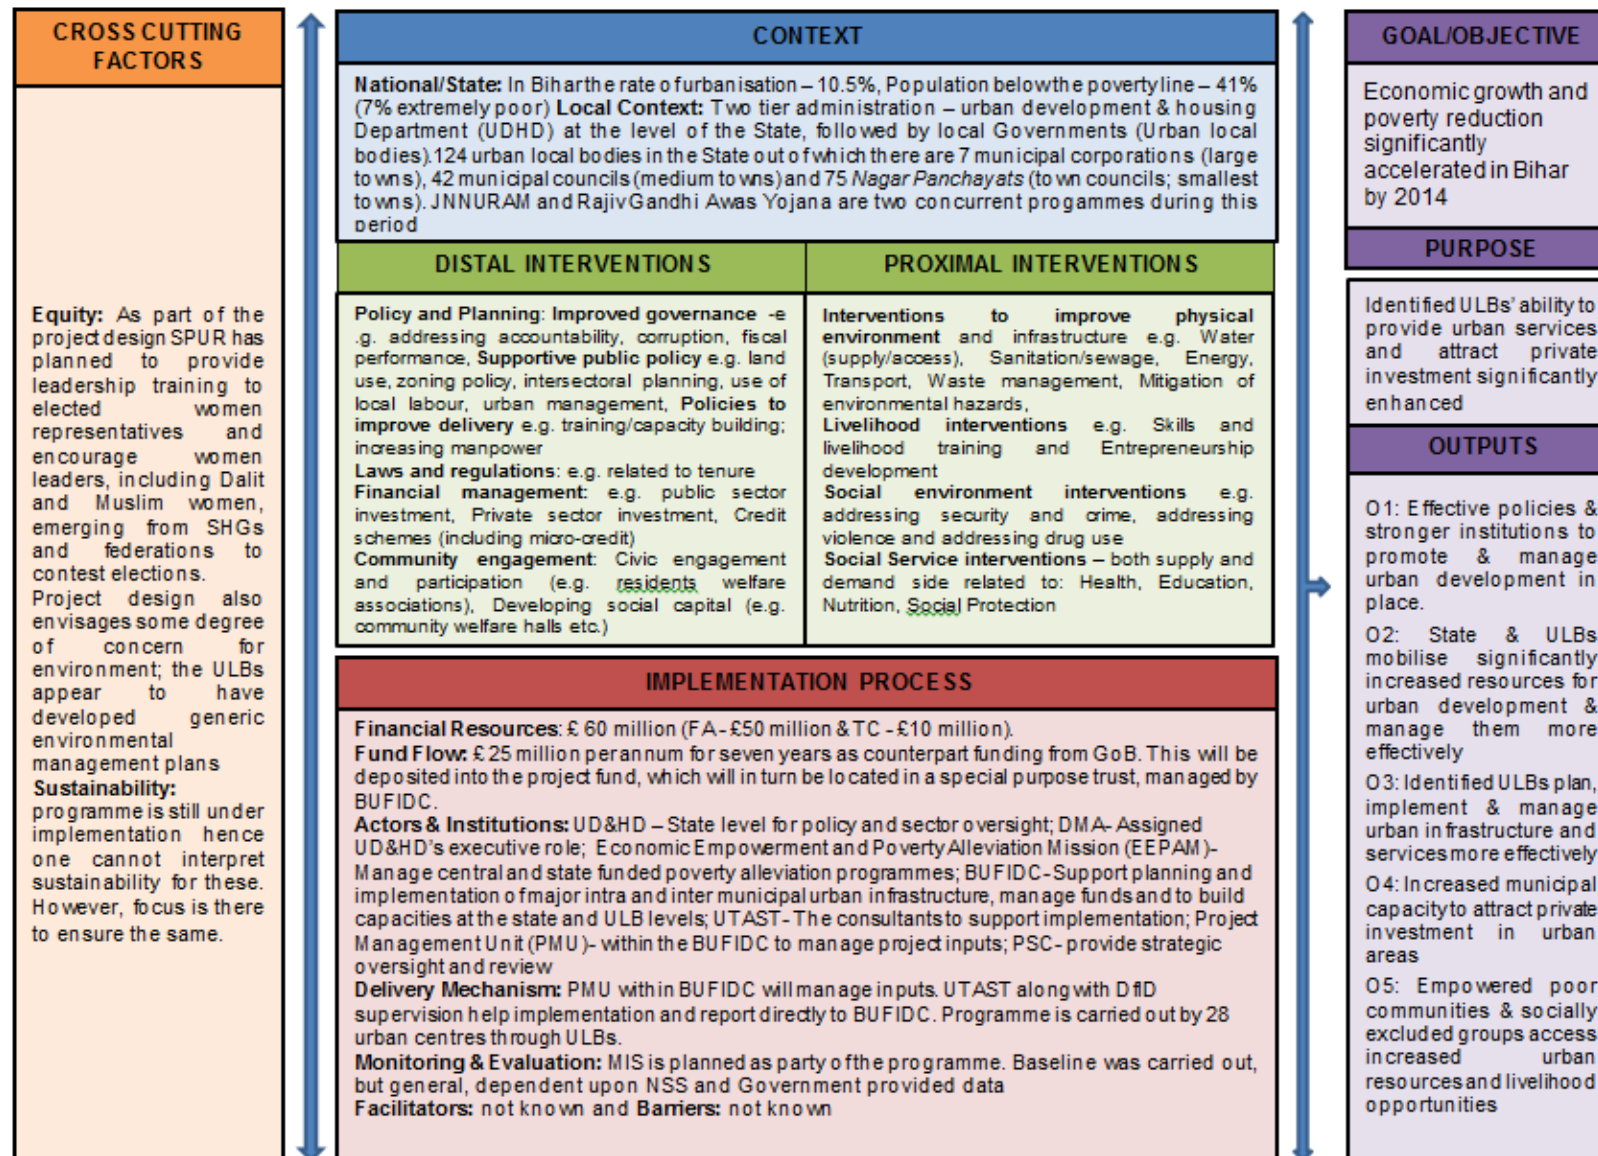 CROSS CUTTING
FACTORS
Equity: As part of the
project design SPUR has
planned to provide
leadership training to
elected women
representatives and
encourage women
leaders, including Dalit
and Muslim women,
emerging from SHGs
and federations to
contest elections.
Project design also
envisages some degree
of concern for
environment; the ULBs
appear to have
developed generic
environmental
management plans
Sustainability:
programme is still under
implementation hence
one cannot interpret
sustainability for these.
However, focus is there
to ensure the same.
CONTEXT
National/State: In Bihar the rate of urbanisation – 10.5%, Population below the poverty line – 41%
(7% extremely poor) Local Context: Two tier administration – urban development & housing
Department (UDHD) at the level of the State, followed by local Governments (Urban local
bodies).124 urban local bodies in the State out of which there are 7 municipal corporations (large
towns), 42 municipal councils (medium towns) and 75 Nagar Panchayats (town councils; smallest
towns). JNNURAM and Rajiv Gandhi Awas Yojana are two concurrent progammes during this
period
DISTAL INTERVENTIONS
Policy and Planning: Improved governance -e
.g. addressing accountability, corruption, fiscal
performance, Supportive public policy e.g. land
use, zoning policy, intersectoral planning, use of
local labour, urban management, Policies to
improve delivery e.g. training/capacity building;
increasing manpower
Laws and regulations: e.g. related to tenure
Financial management: e.g. public sector
investment, Private sector investment, Credit
schemes (including micro-credit)
Community engagement: Civic engagement
and participation (e.g. residents welfare
associations), Developing social capital (e.g.
community welfare halls etc.)
PROXIMAL INTERVENTIONS
Interventions to improve physical
environment and infrastructure e.g. Water
(supply/access), Sanitation/sewage, Energy,
Transport, Waste management, Mitigation of
environmental hazards,
Livelihood interventions e.g. Skills and
livelihood training and Entrepreneurship
development
Social environment interventions e.g.
addressing security and crime, addressing
violence and addressing drug use
Social Service interventions – both supply and
demand side related to: Health, Education,
Nutrition, Social Protection
IMPLEMENTATION PROCESS
Financial Resources: £ 60 million (FA - £50 million & TC - £10 million).
Fund Flow: £ 25 million per annum for seven years as counterpart funding from GoB. This will be
deposited into the project fund, which will in turn be located in a special purpose trust, managed by
BUFIDC.
Actors & Institutions: UD&HD – State level for policy and sector oversight; DMA- Assigned
UD&HD's executive role; Economic Empowerment and Poverty Alleviation Mission (EEPAM)-
Manage central and state funded poverty alleviation programmes; BUFIDC- Support planning and
implementation of major intra and inter municipal urban infrastructure, manage funds and to build
capacities at the state and ULB levels; UTAST- The consultants to support implementation; Project
Management Unit (PMU)- within the BUFIDC to manage project inputs; PSC- provide strategic
oversight and review
Delivery Mechanism: PMU within BUFIDC will manage inputs. UTAST along with DfID
supervision help implementation and report directly to BUFIDC. Programme is carried out by 28
urban centres through ULBs.
Monitoring & Evaluation: MIS is planned as party of the programme. Baseline was carried out,
but general, dependent upon NSS and Government provided data
Facilitators: not known and Barriers: not known
GOAL/OBJECTIVE
Economic growth and
poverty reduction
significantly
accelerated in Bihar
by 2014
PURPOSE
Identified ULBs' ability to
provide urban services
and attract private
investment significantly
enhanced
OUTPUTS
O1: Effective policies &
stronger institutions to
promote & manage
urban development in
place.
O2: State & ULBs
mobilise significantly
increased resources for
urban development &
manage them more
effectively
O3: Identified ULBs plan,
implement & manage
urban infrastructure and
services more effectively
O4: Increased municipal
capacity to attract private
investment in urban
areas
O5: Empowered poor
communities & socially
excluded groups access
increased urban
resources and livelihood
opportunities